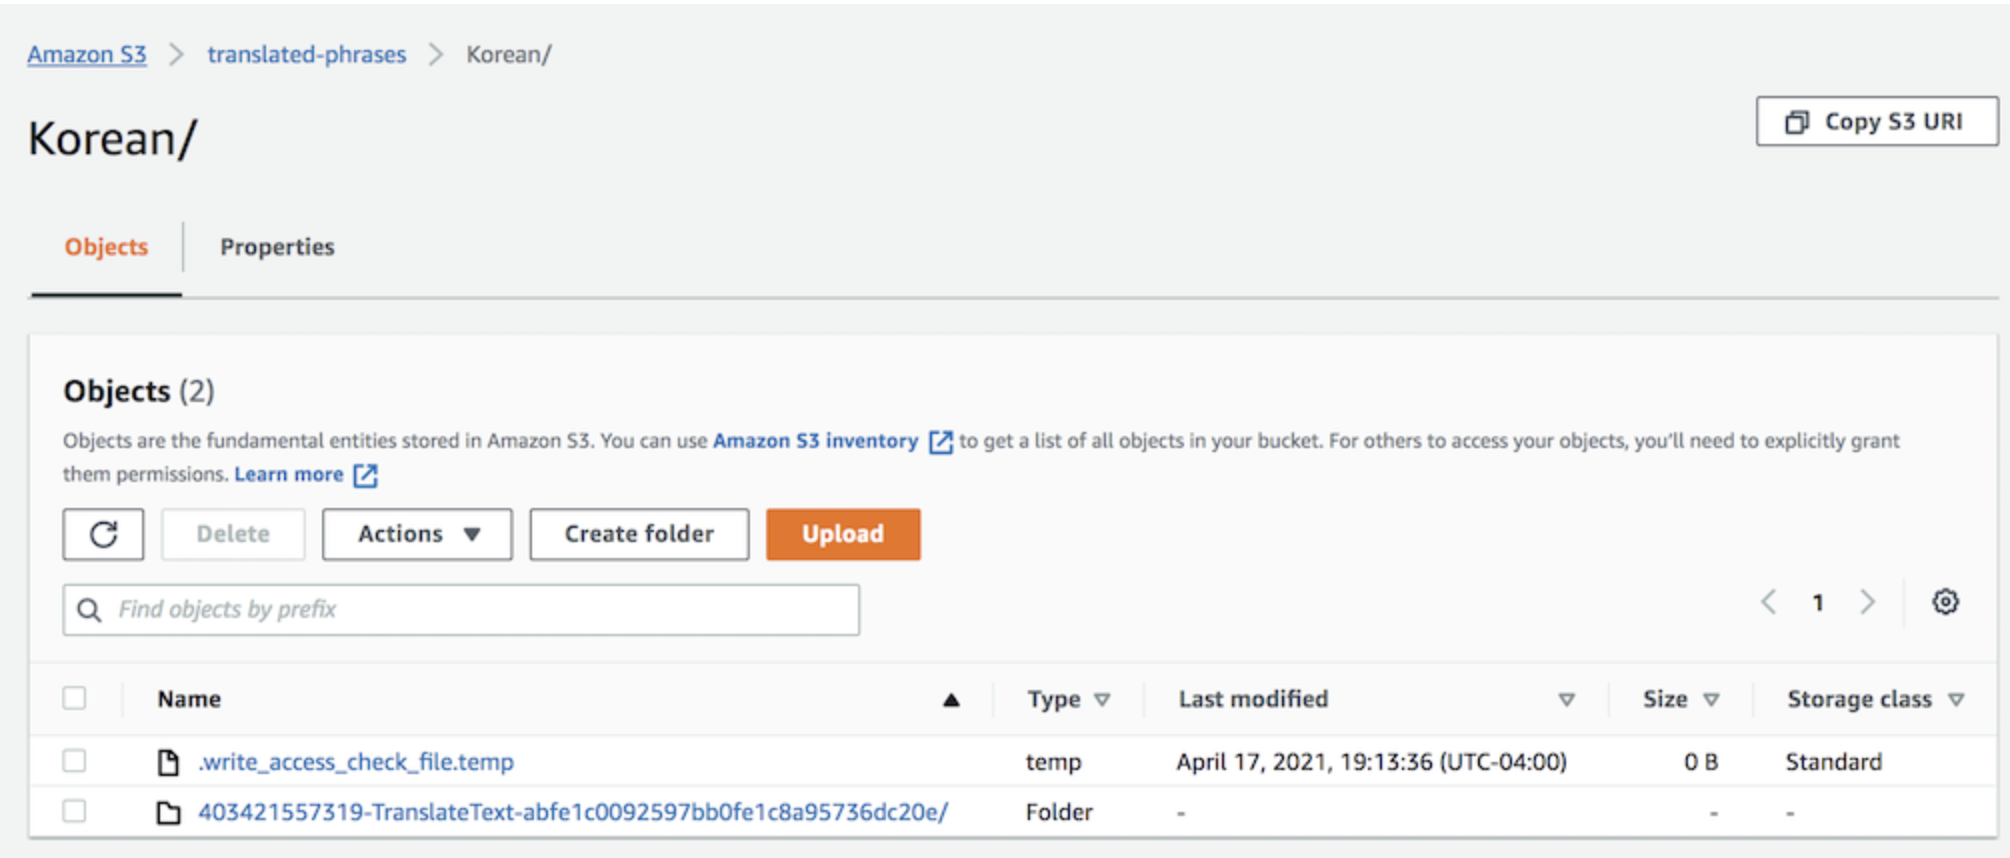 Amazon S3 > translated-phrases > Korean/
Korean/
Copy S3 URI
Objects
Properties
Objects (2)
Objects are the fundamental entities stored in Amazon S3. You can use Amazon S3 inventory to get a list of all objects in your bucket. For others to access your objects, you'll need to explicitly grant
them permissions. Learn more
Delete
Actions
Create folder
Upload
Find objects by prefix
1
Name Type Last modified Size Storage class
.write_access_check_file.temp temp April 17, 2021, 19:13:36 (UTC-04:00) 0 B Standard
403421557319-TranslateText-abfe1c0092597bb0fe1c8a95736dc20e/ Folder - - -